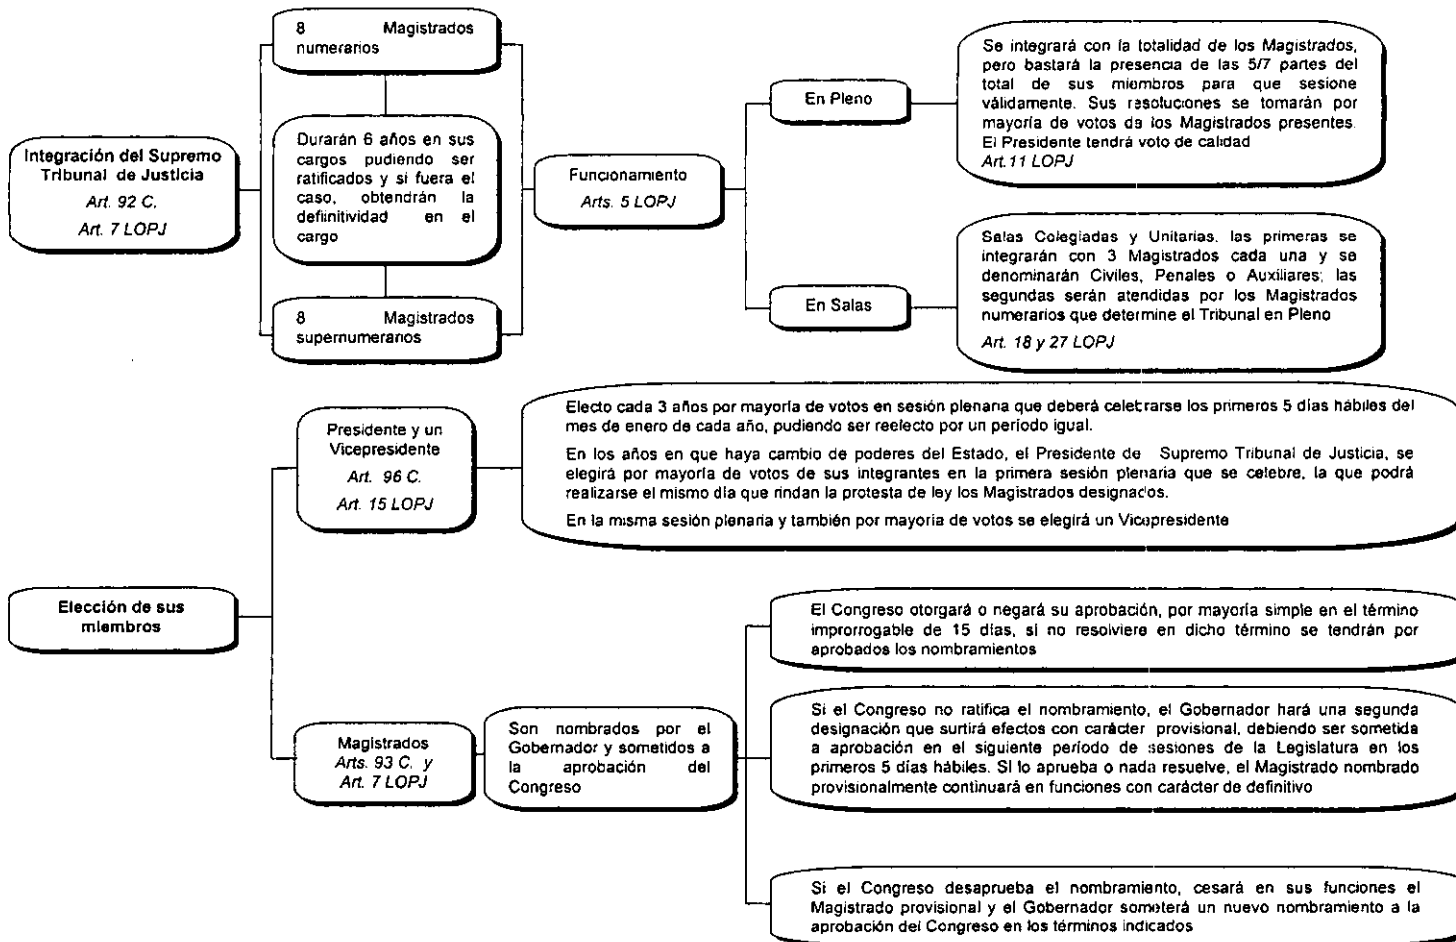 8 Magistrados
numerarios
Integración del Supremo
Tribunal de Justicia
Art. 92 C.
Art. 7 LOPJ
Durarán 6 años en sus
cargos pudiendo ser
ratificados y si fuera el
caso, obtendrán la
defiinitividad en el
cargo
8 Magistrados
supernumerarios
Funcionamiento
Arts. 5 LOPJ
En Pleno
Se integrará con la totalidad de los Magistrados,
pero bastará la presencia de las 5/7 partes del
total de sus miembros para que sesione
válidamente. Sus resoluciones se tomarán por
mayoría de votos de los Magistrados presentes.
El Presidente tendrá voto de calidad
Art. 11 LOPJ
En Salas
Salas Colegiadas y Unitarias. las primeras se
integrarán con 3 Magistrados cada una y se
denominarán Civiles, Penales o Auxiliares; las
segundas serán atendidas por los Magistrados
numerarios que determine el Tribunal en Pleno
Art. 18 y 27 LOPJ
Elección de sus
miembros
Presidente y un
Vicepresidente
Art. 96 C.
Art. 15 LOPJ
Electo cada 3 años por mayoría de votos en sesión plenaria que deberá celebrarse los primeros 5 días hábiles del
mes de enero de cada año, pudiendo ser reelecto por un período igual.
En los años en que haya cambio de poderes del Estado, el Presidente de Supremo Tribunal de Justicia, se
elegirá por mayoría de votos de sus integrantes en la primera sesión plenaria que se celebre, la que podrá
realizarse el mismo día que rindan la protesta de ley los Magistrados designados.
En la misma sesión plenaria y también por mayoría de votos se elegirá un Vicepresidente
Magistrados
Arts. 93 C. y
Art. 7 LOPJ
Son nombrados por el
Gobernador y sometidos a
la aprobación del
Congreso
El Congreso otorgará o negará su aprobación, por mayoría simple en el término
improrrogable de 15 días, si no resolviere en dicho término se tendrán por
aprobados los nombramientos
Si el Congreso no ratifica el nombramiento, el Gobernador hará una segunda
designación que surtirá efectos con carácter provisional, debiendo ser sometida
a aprobación en el siguiente período de sesiones de la Legislatura en los
primeros 5 días hábiles. Si lo aprueba o nada resuelve, el Magistrado nombrado
provisionalmente continuará en funciones con carácter de definitivo
Si el Congreso desaprueba el nombramiento, cesará en sus funciones el
Magistrado provisional y el Gobernador someterá un nuevo nombramiento a la
aprobación del Congreso en los términos indicados